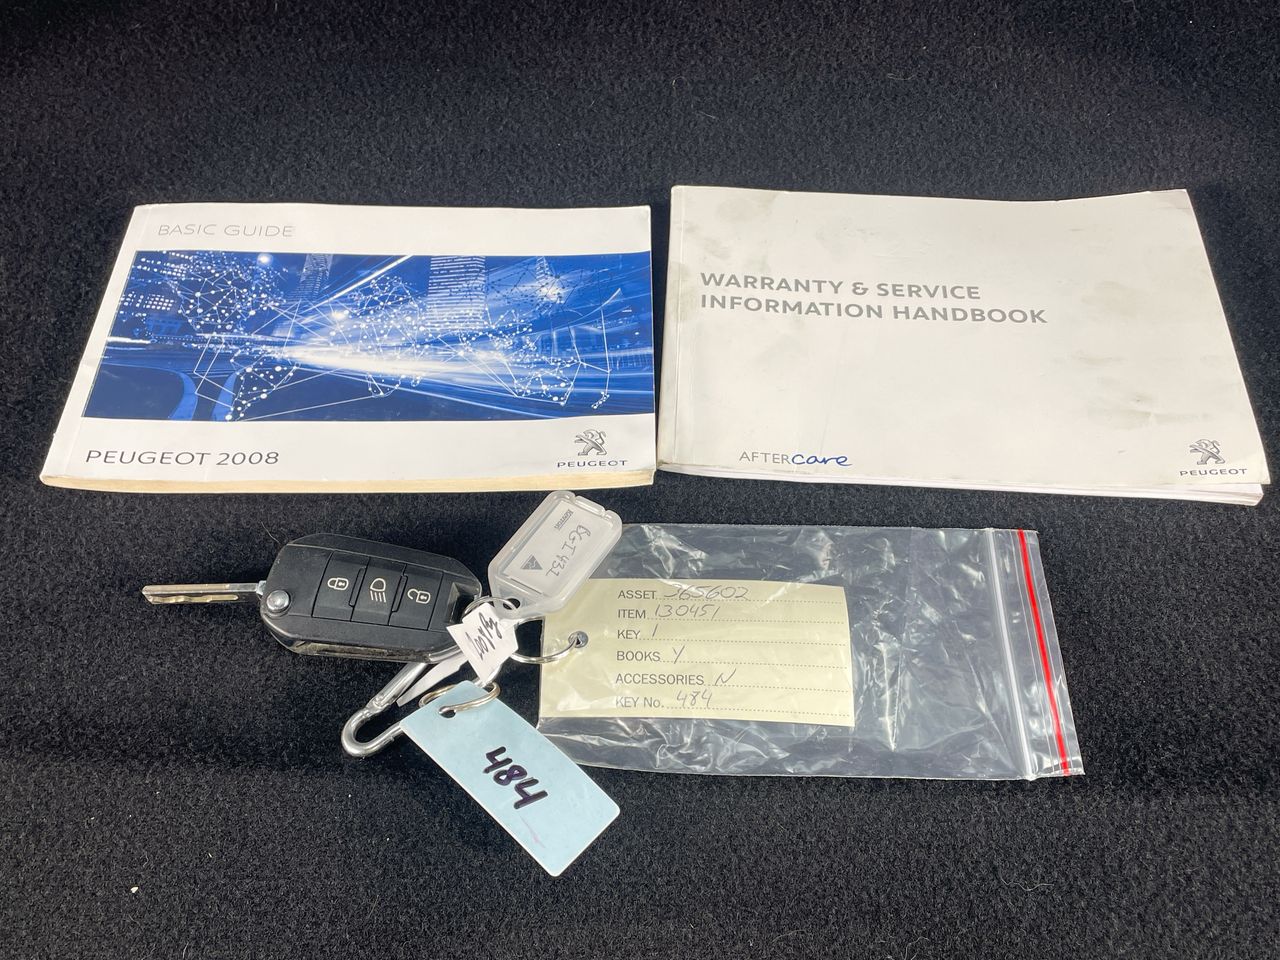 BASIC GUIDE
PEUGEOT 2008
PEUGEOT
WARRANTY & SERVICE
INFORMATION HANDBOOK
AFTERcare
PEUGEOT
ASSET 365602
ITEM 130451
KEY 1
BOOKS Y
ACCESSORIES N
KEY No. 484
484